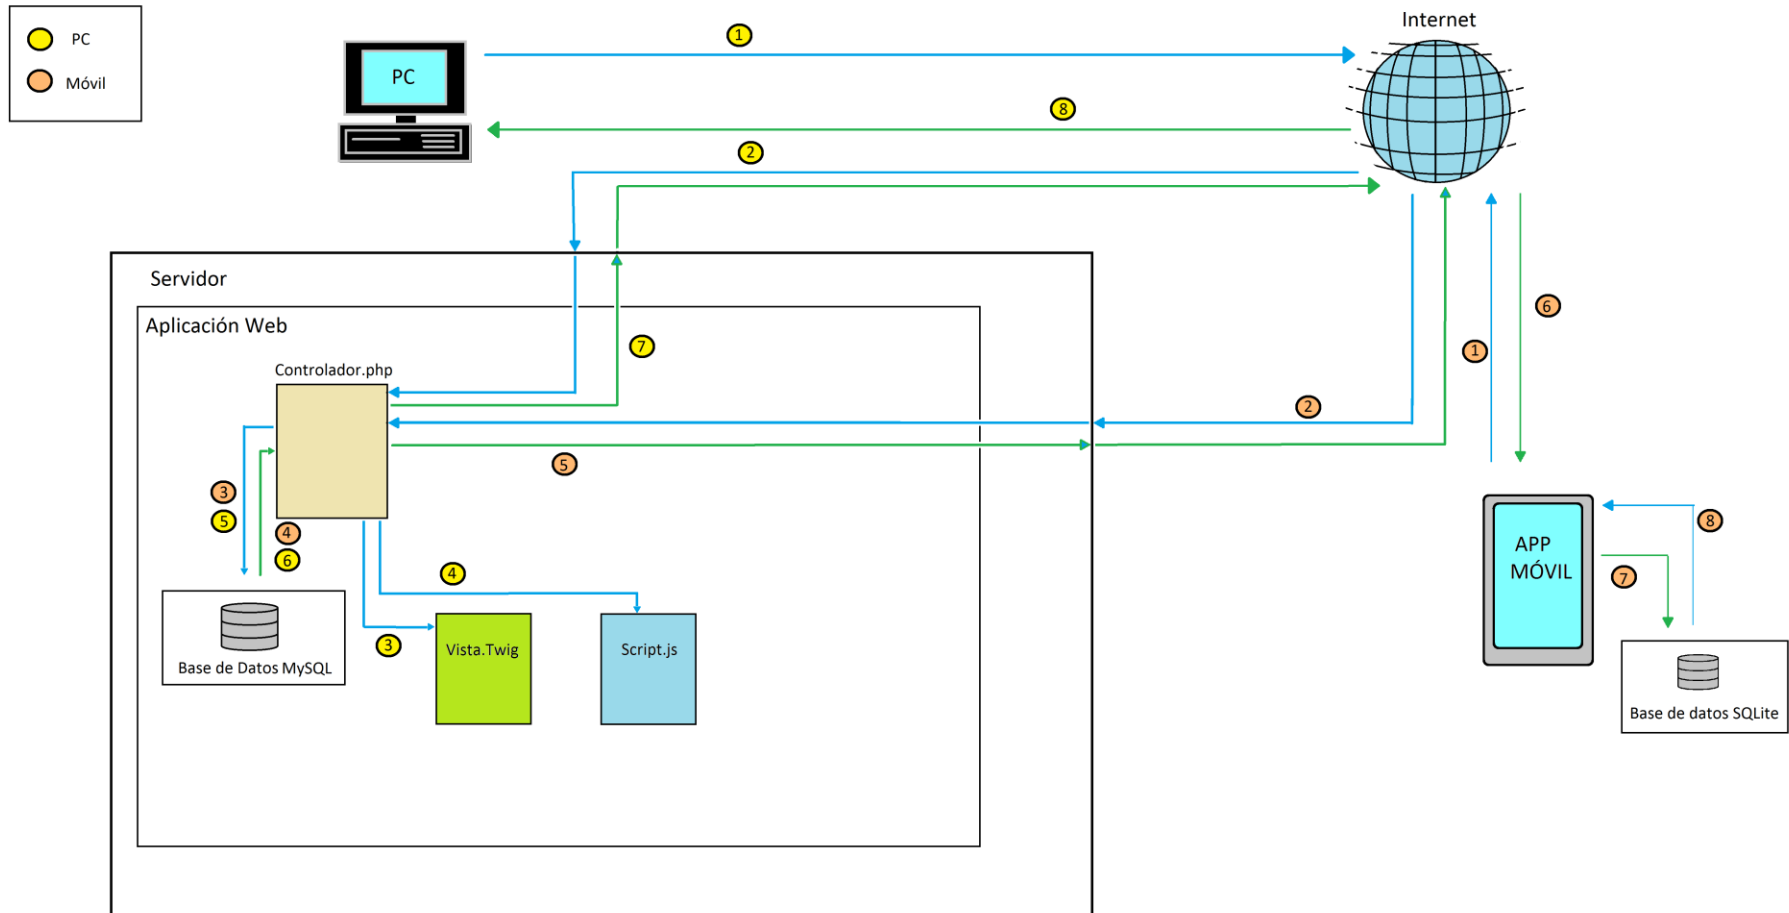 PC
Móvil
PC
1
Internet
8
2
Servidor
Aplicación Web
Controlador.php
7
6
1
2
5
3
5
4
6
4
3
Vista.Twig
Script.js
Base de Datos MySQL
APP
MÓVIL
8
7
Base de datos SQLite